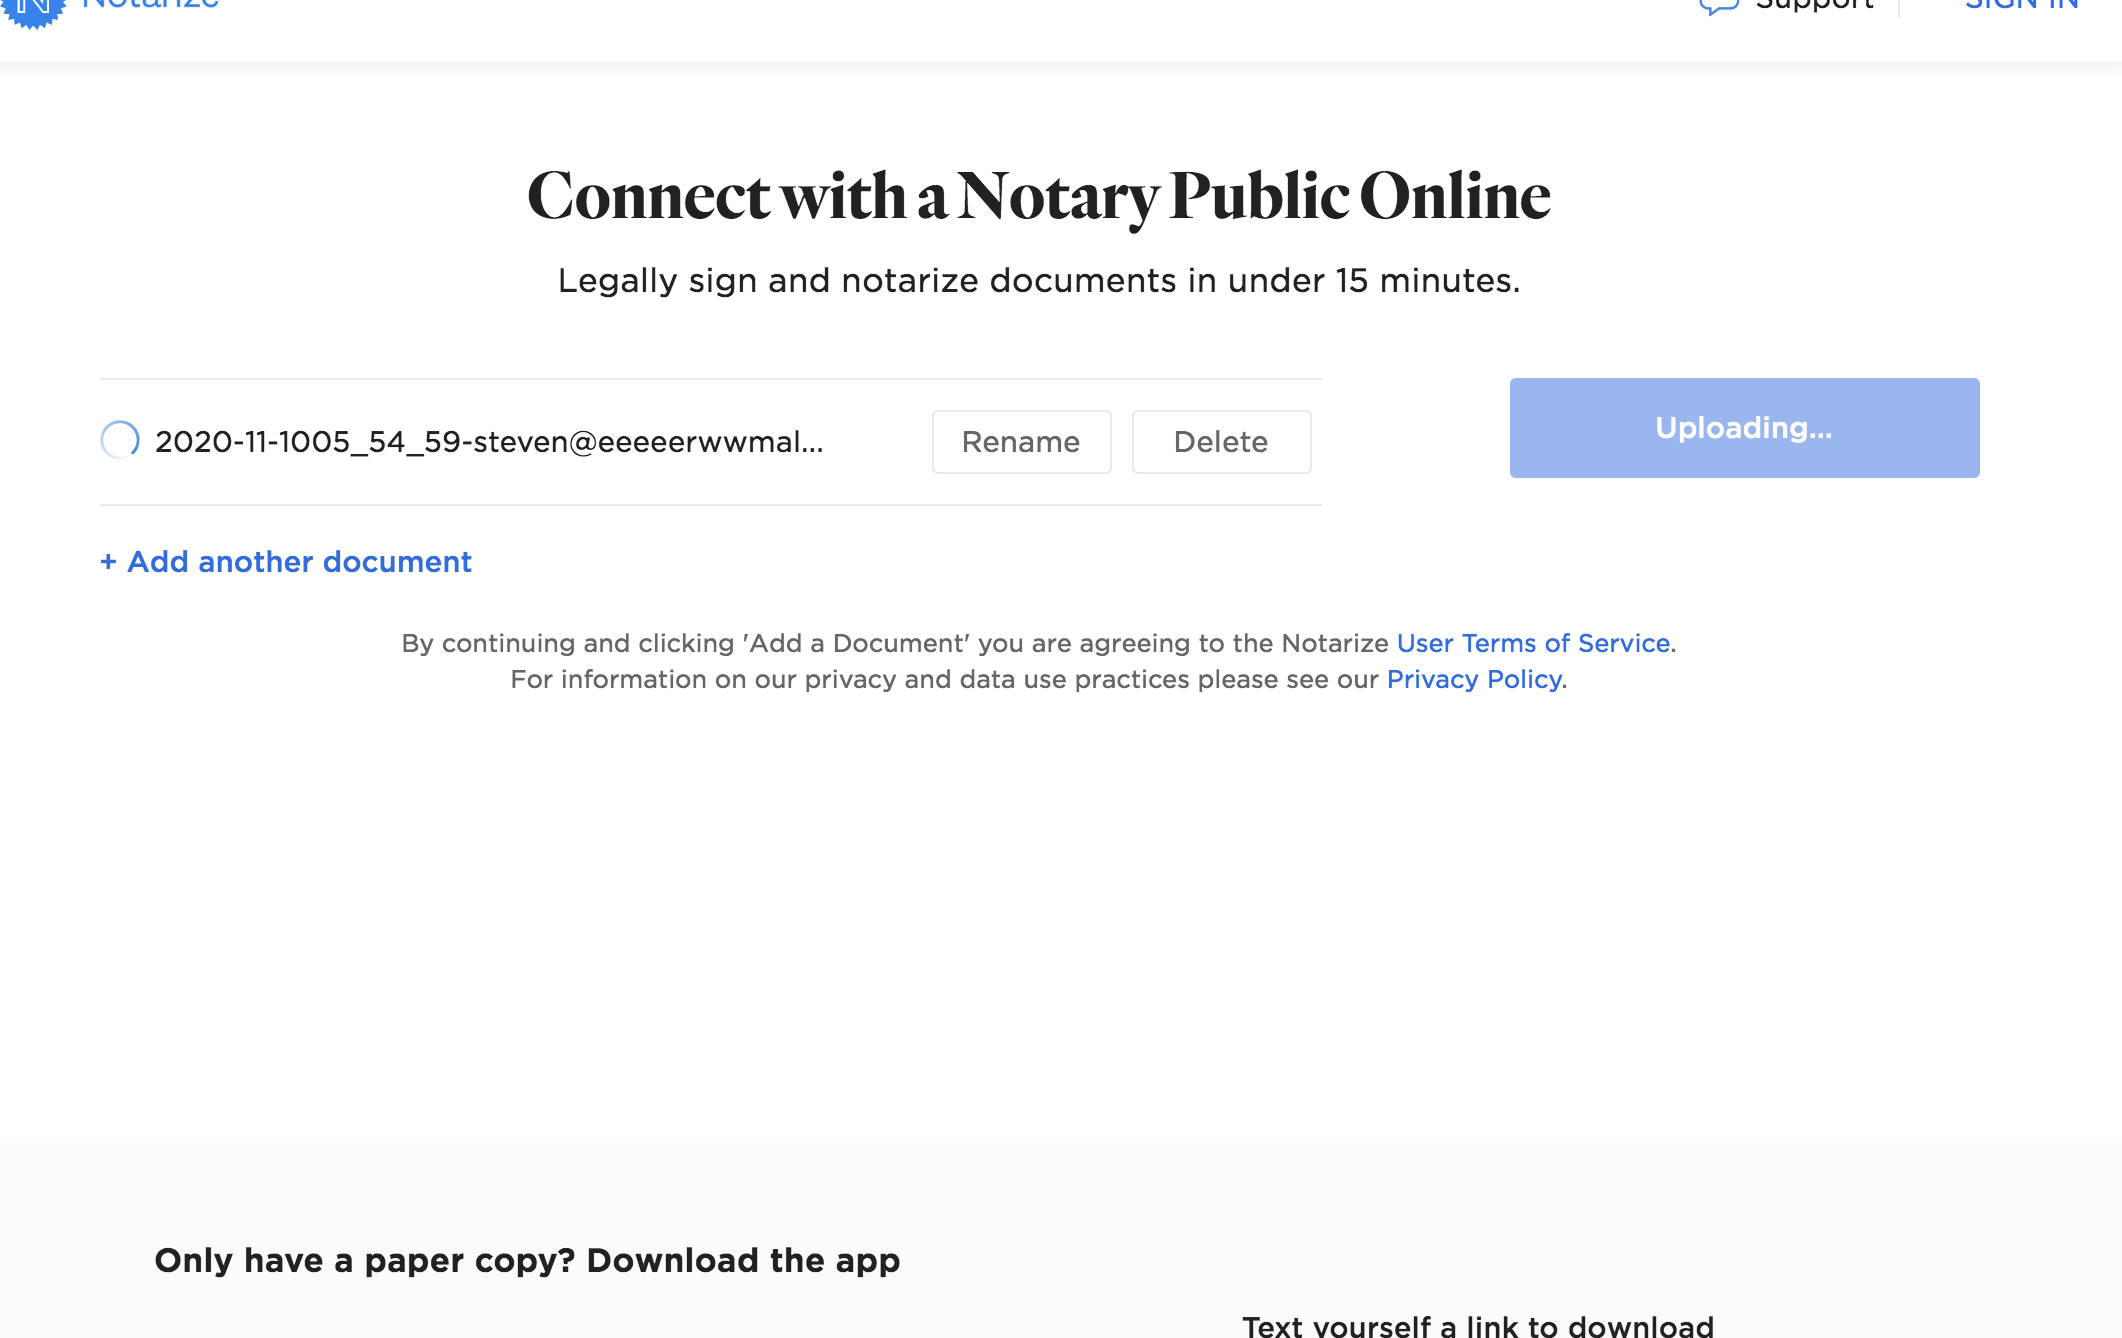 Notarize
Support
SIGN IN
Connect with a Notary Public Online
Legally sign and notarize documents in under 15 minutes.
2020-11-1005_54_59-steven@eeeeerwwmal...
Rename
Delete
Uploading...
+ Add another document
By continuing and clicking 'Add a Document' you are agreeing to the Notarize User Terms of Service.
For information on our privacy and data use practices please see our Privacy Policy.
Only have a paper copy? Download the app
Text yourself a link to download